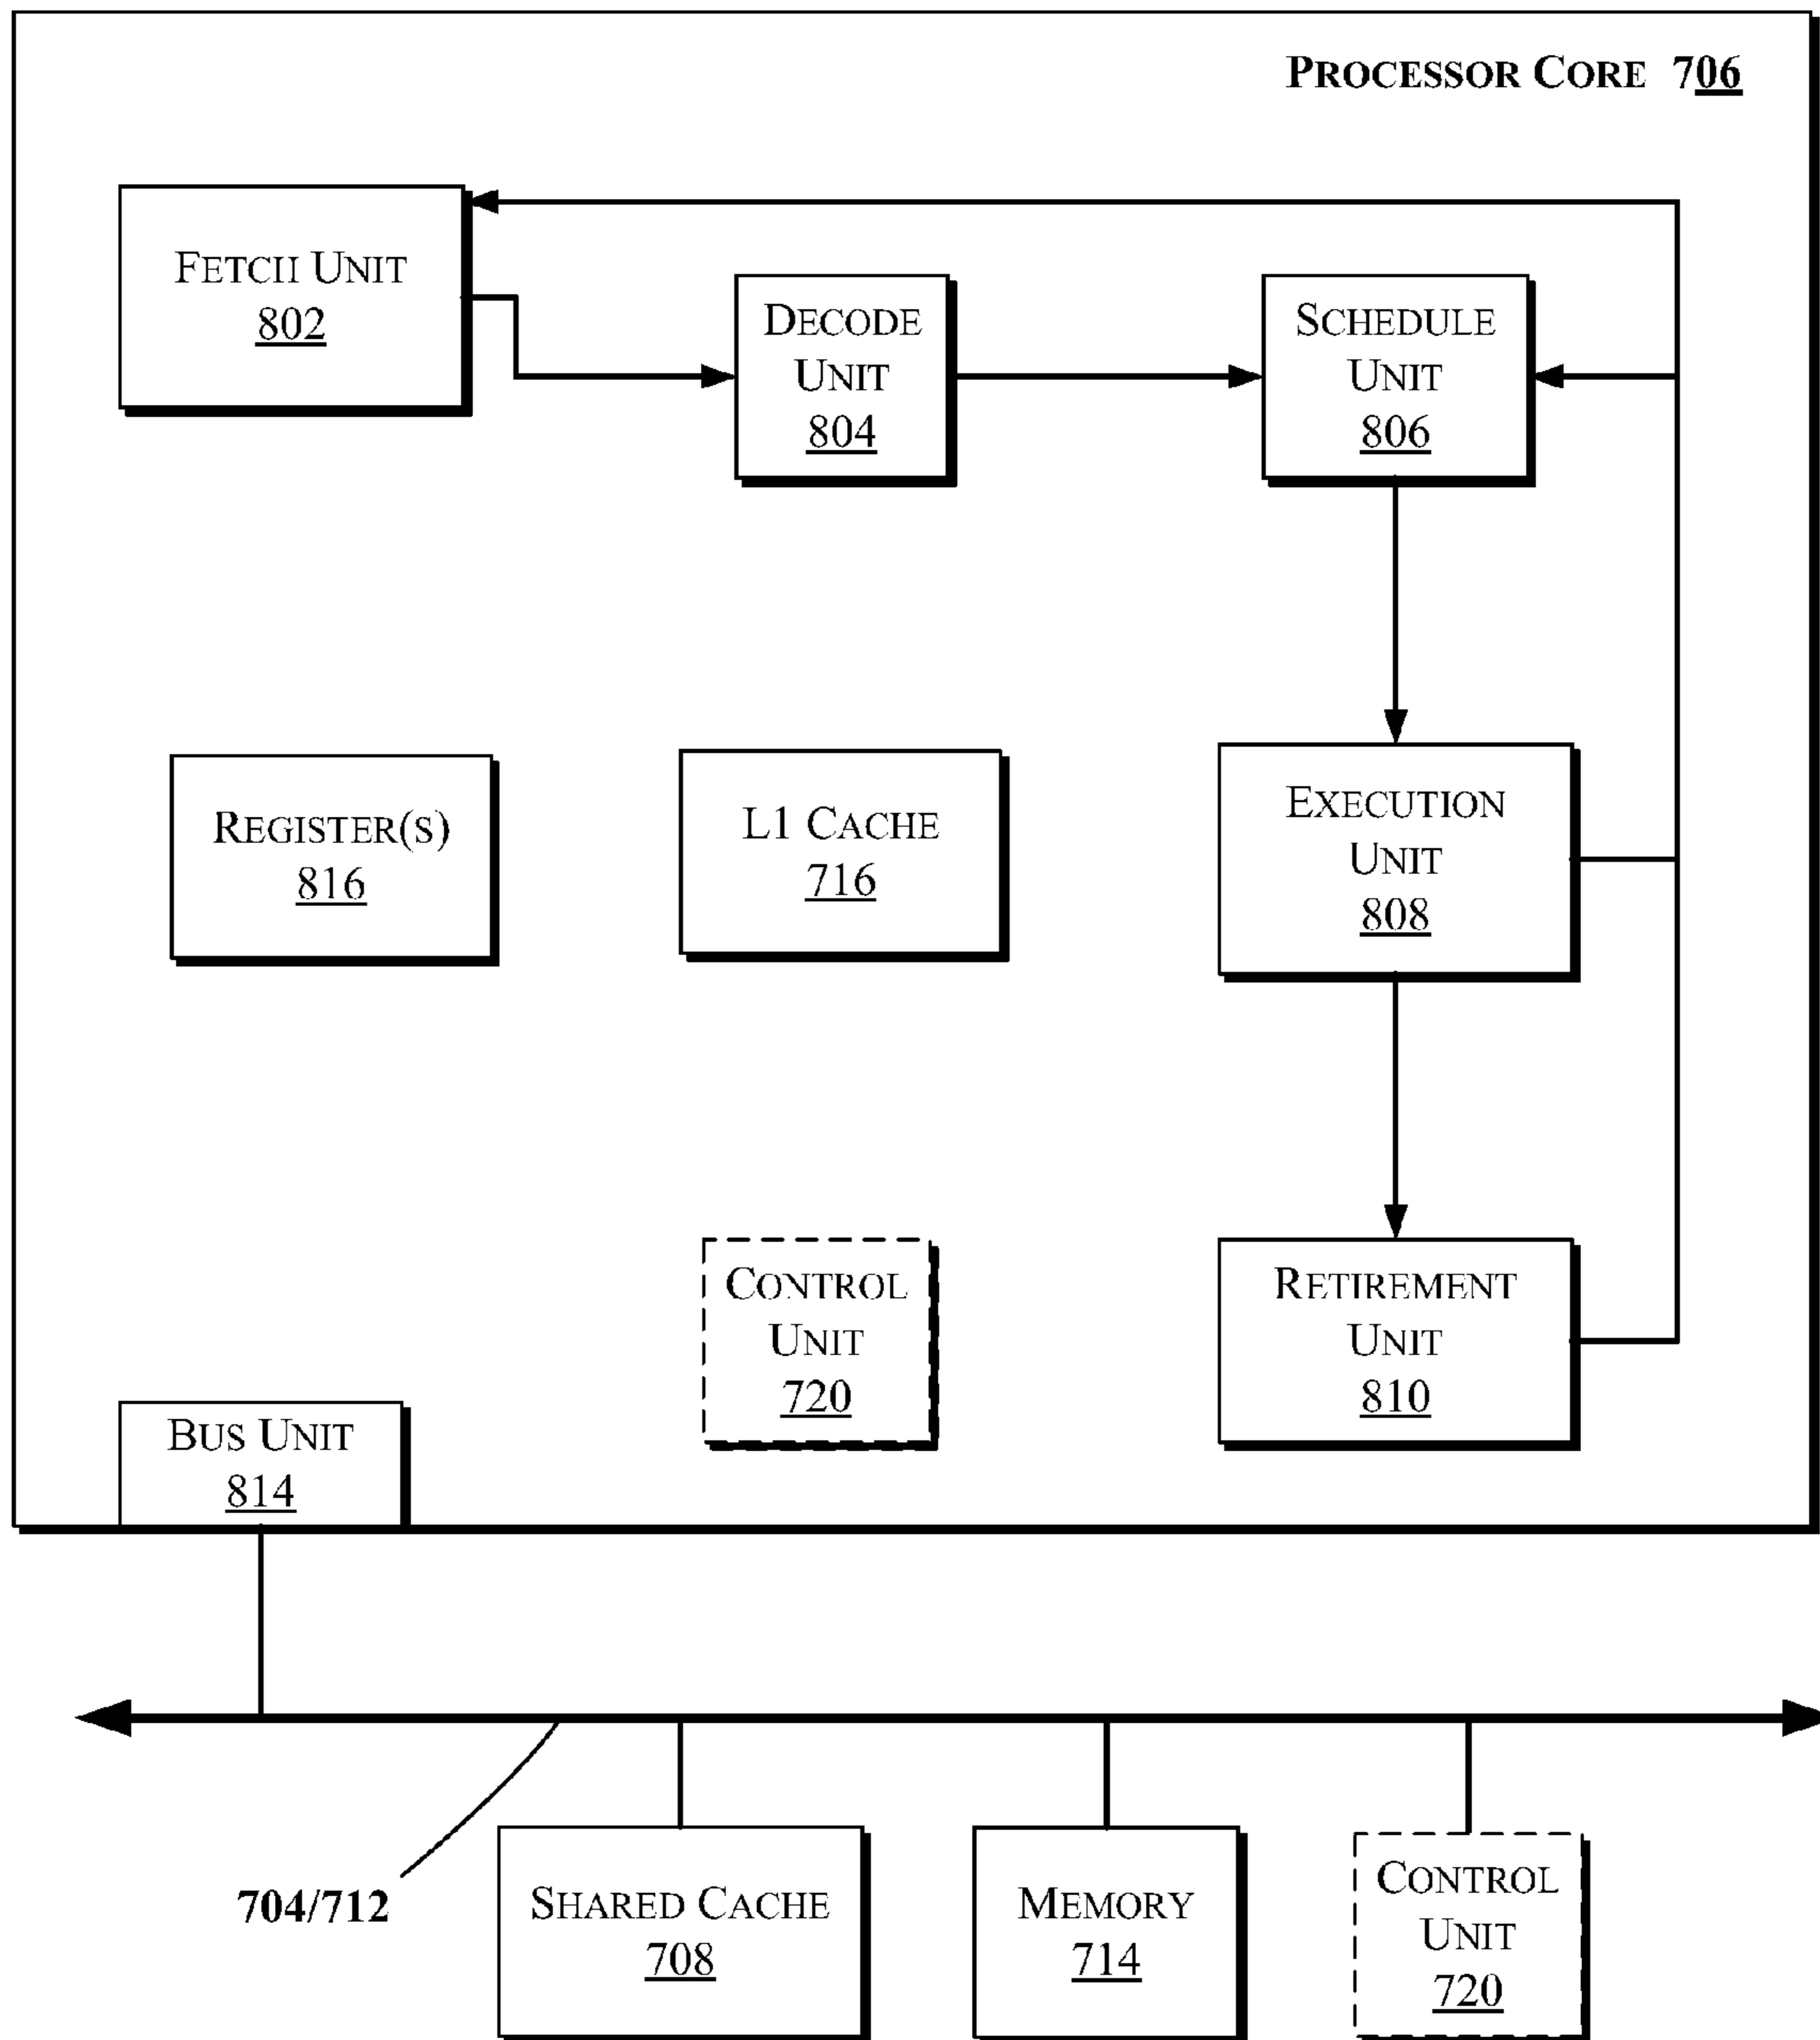 PROCESSOR CORE 706
FETCH UNIT
802
DECODE
UNIT
804
SCHEDULE
UNIT
806
REGISTER(S)
816
L1 CACHE
716
EXECUTION
UNIT
808
CONTROL
UNIT
720
RETIREMENT
UNIT
810
BUS UNIT
814
704/712
SHARED CACHE
708
MEMORY
714
CONTROL
UNIT
720